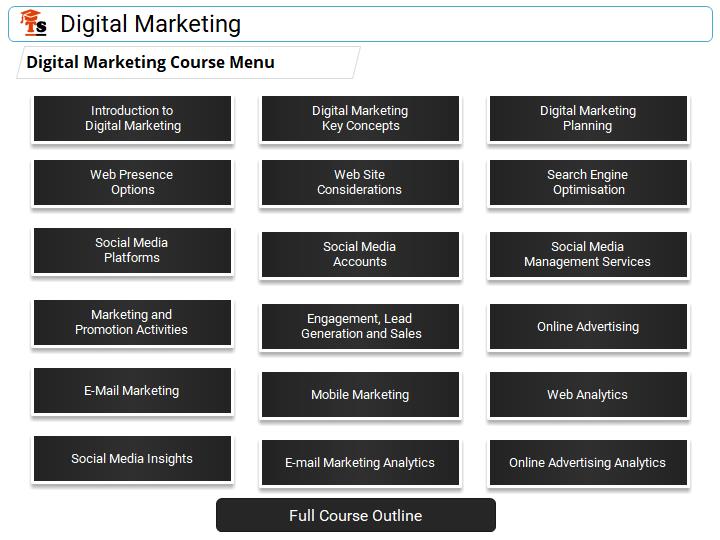 Ts
Digital Marketing
Digital Marketing Course Menu
Introduction to
Digital Marketing
Digital Marketing
Key Concepts
Digital Marketing
Planning
Web Presence
Options
Web Site
Considerations
Search Engine
Optimisation
Social Media
Platforms
Social Media
Accounts
Social Media
Management Services
Marketing and
Promotion Activities
Engagement, Lead
Generation and Sales
Online Advertising
E-Mail Marketing
Mobile Marketing
Web Analytics
Social Media Insights
E-mail Marketing Analytics
Online Advertising Analytics
Full Course Outline